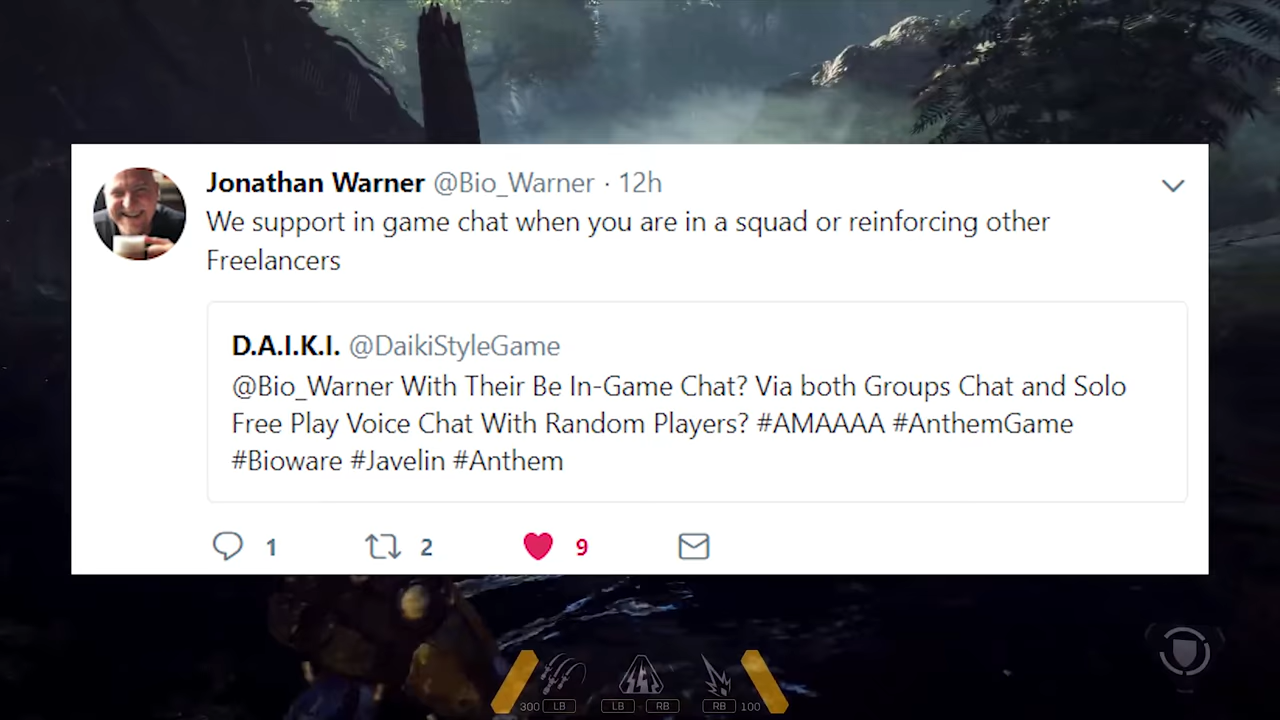 Jonathan Warner @Bio_Warner · 12h
We support in game chat when you are in a squad or reinforcing other
Freelancers
D.A.I.K.I. @DaikiStyleGame
@Bio_Warner With Their Be In-Game Chat? Via both Groups Chat and Solo
Free Play Voice Chat With Random Players? #AMAAAA #AnthemGame
#Bioware #Javelin #Anthem
1 2 9
300 LB LB RB RB 100